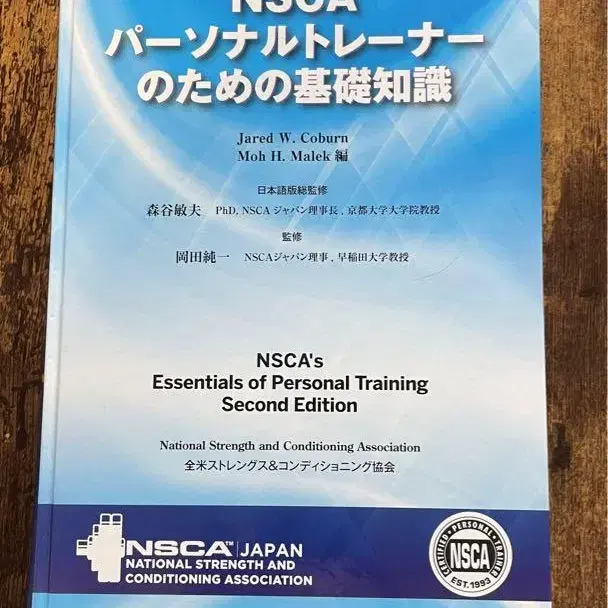 NSCA
パーソナルトレーナー
のための基礎知識
Jared W. Coburn
Moh H. Malek 編
日本語版総監修
森谷敏夫 PhD, NSCA ジャパン理事長, 京都大学大学院教授
監修
岡田純一 NSCAジャパン理事, 早稲田大学教授
NSCA's
Essentials of Personal Training
Second Edition
National Strength and Conditioning Association
全米ストレングス&コンディショニング協会
NSCA™ JAPAN
NATIONAL STRENGTH AND
CONDITIONING ASSOCIATION
CERTIFIED • PERSONAL • TRAINER
NSCA
EST. 1993